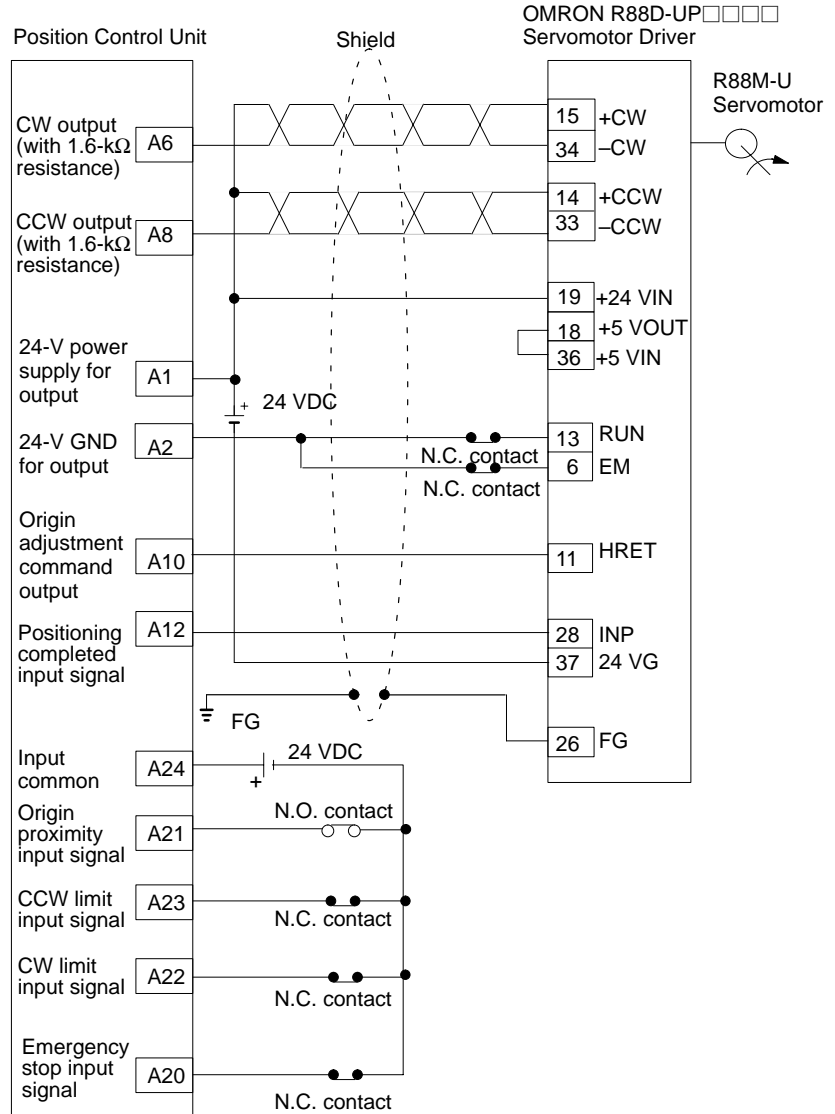 OMRON R88D-UP□□□□
Servomotor Driver
Position Control Unit
Shield
R88M-U
Servomotor
CW output
(with 1.6-kΩ
resistance)
A6
15
+CW
34
–CW
CCW output
(with 1.6-kΩ
resistance)
A8
14
+CCW
33
–CCW
19
+24 VIN
18
+5 VOUT
36
+5 VIN
24-V power
supply for
output
A1
+
24 VDC
24-V GND
for output
A2
N.C. contact
13
RUN
N.C. contact
6
EM
Origin
adjustment
command
output
A10
11
HRET
Positioning
completed
input signal
A12
28
INP
37
24 VG
FG
26
FG
Input
common
A24
24 VDC
+
Origin
proximity
input signal
A21
N.O. contact
CCW limit
input signal
A23
N.C. contact
CW limit
input signal
A22
N.C. contact
Emergency
stop input
signal
A20
N.C. contact